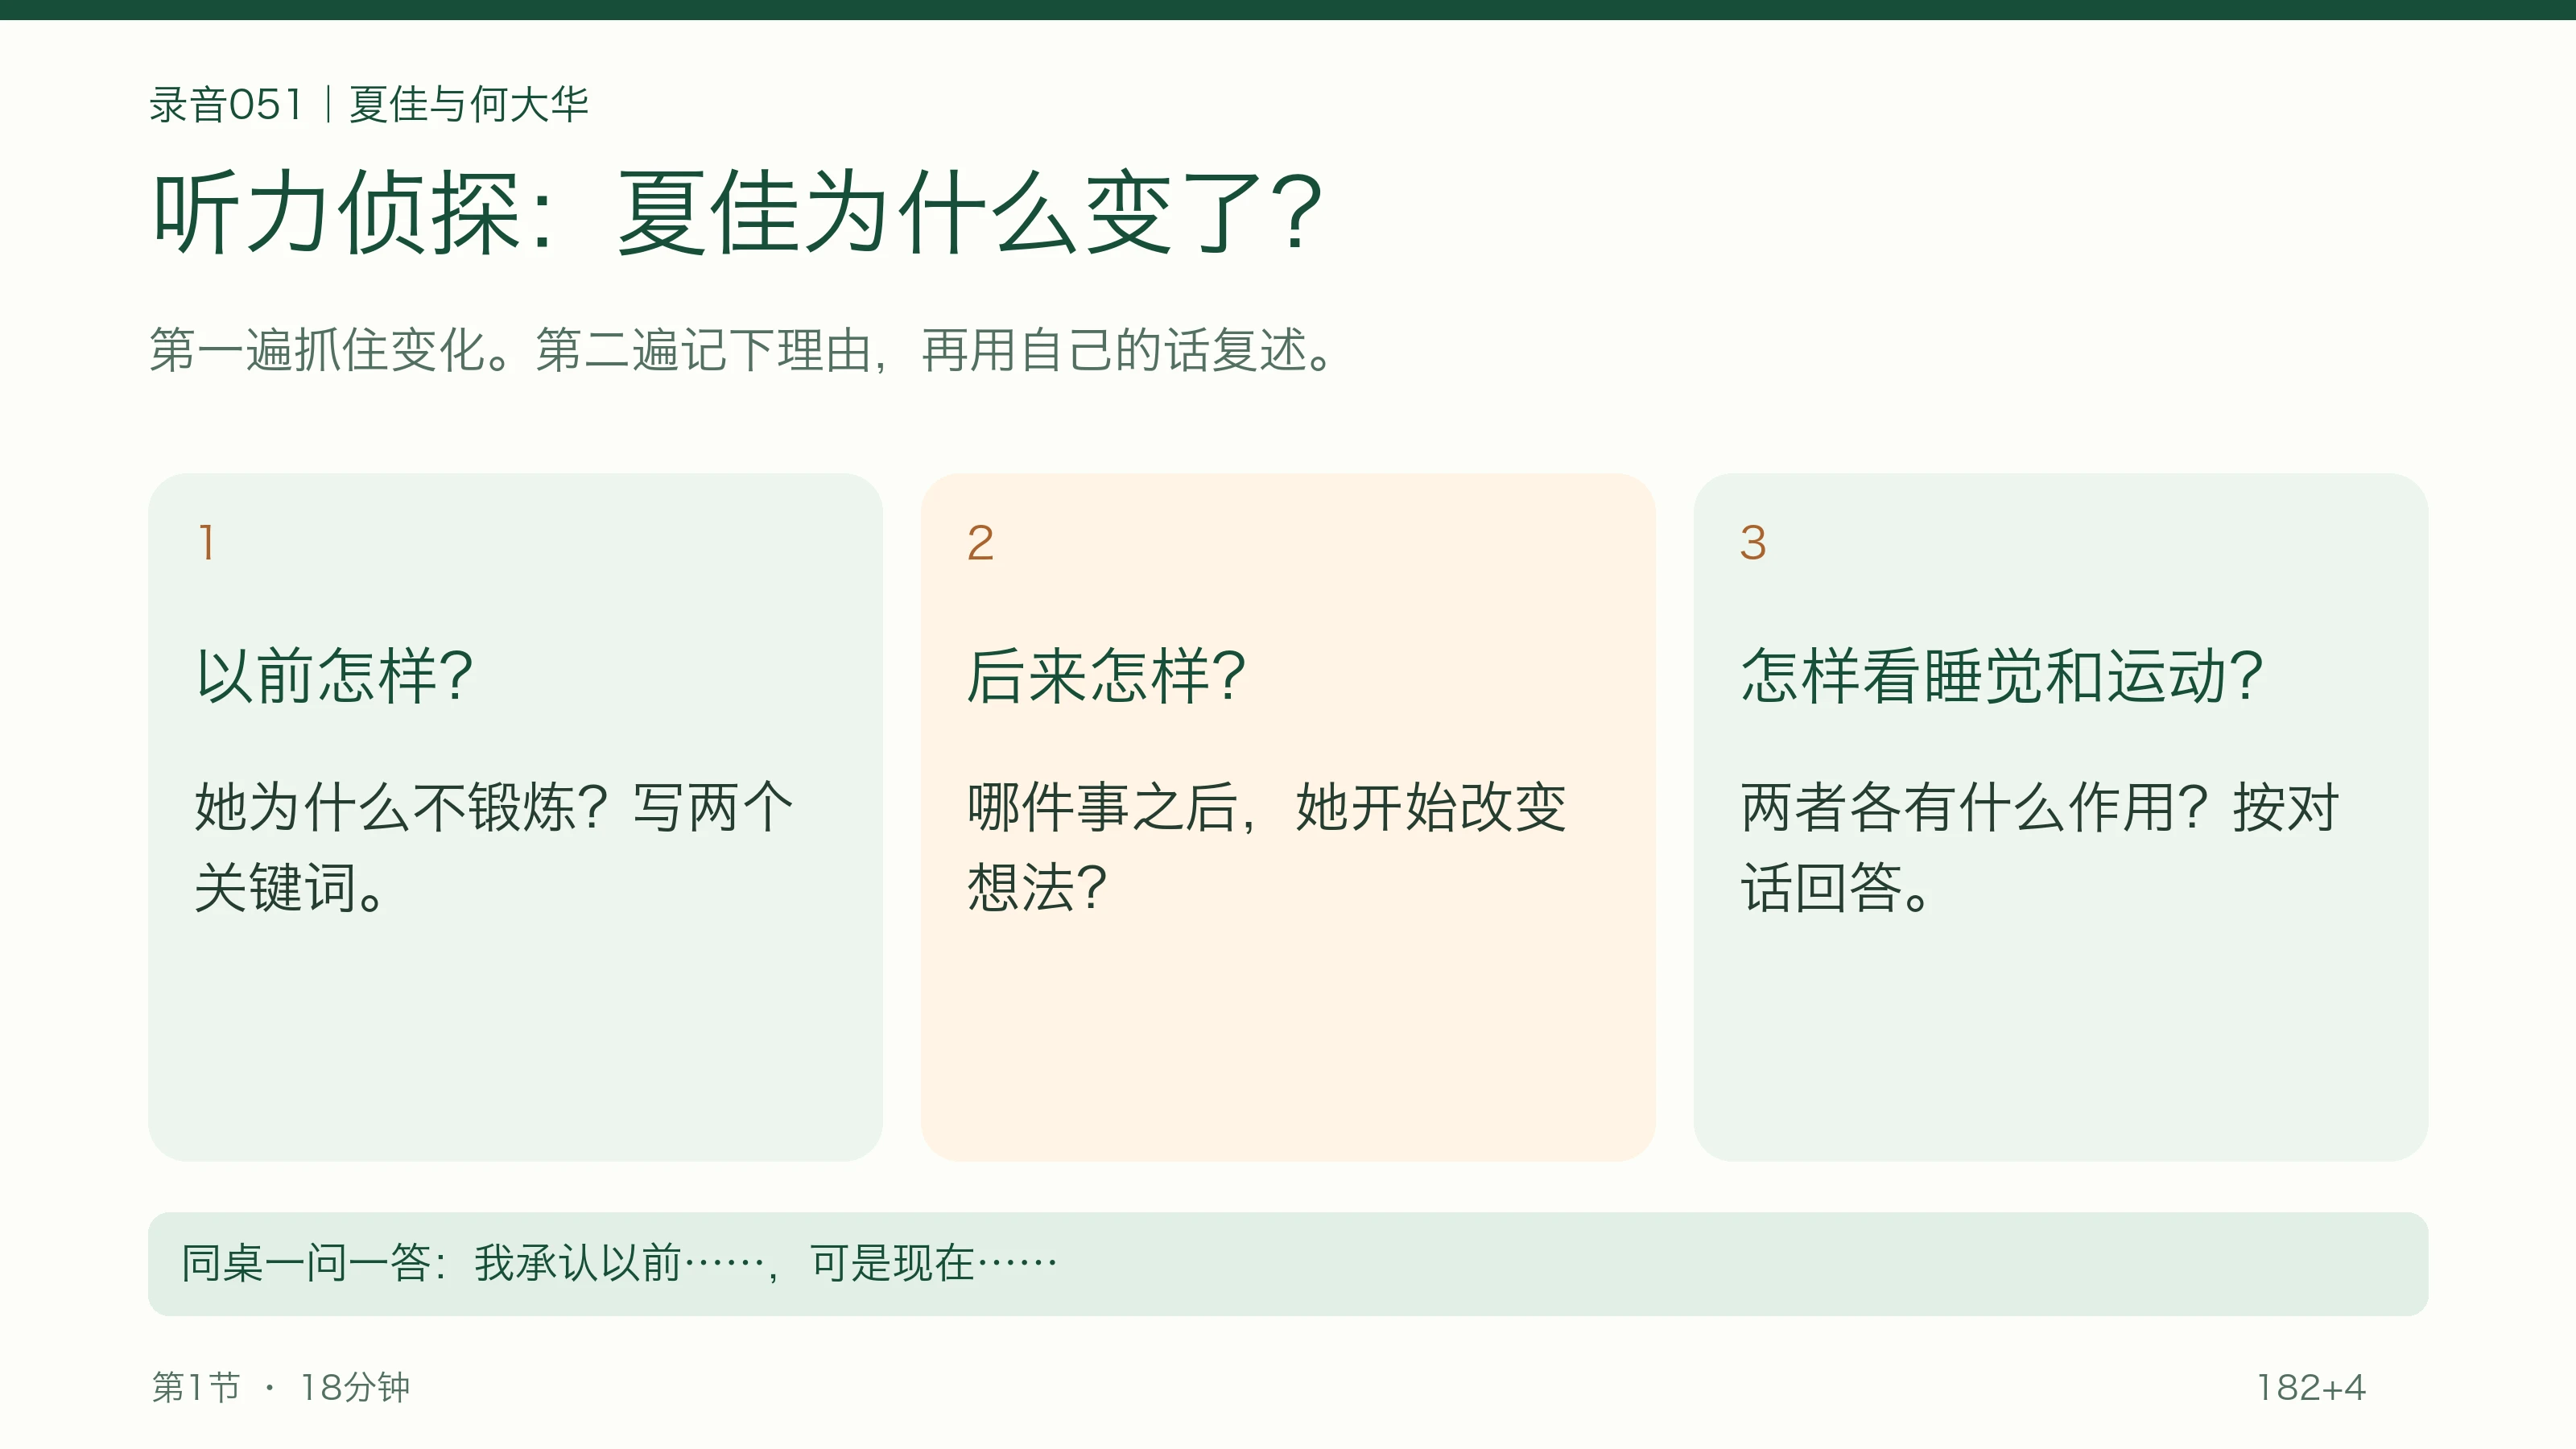 录音051｜夏佳与何大华
听力侦探：夏佳为什么变了？
第一遍抓住变化。第二遍记下理由，再用自己的话复述。
1
以前怎样？
她为什么不锻炼？写两个
关键词。
2
后来怎样？
哪件事之后，她开始改变
想法？
3
怎样看睡觉和运动？
两者各有什么作用？按对
话回答。
同桌一问一答：我承认以前……，可是现在……
第1节 · 18分钟
182+4